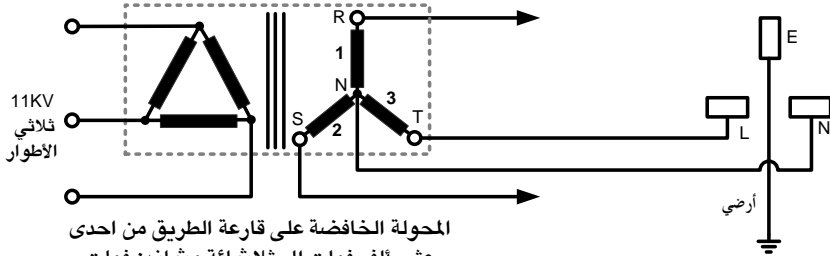 R
E
1
N
3
S
T
2
L
N
11KV
ثلاثي
الأطوار
أرضي
المحولة الخافضة على قارعة الطريق من احدى